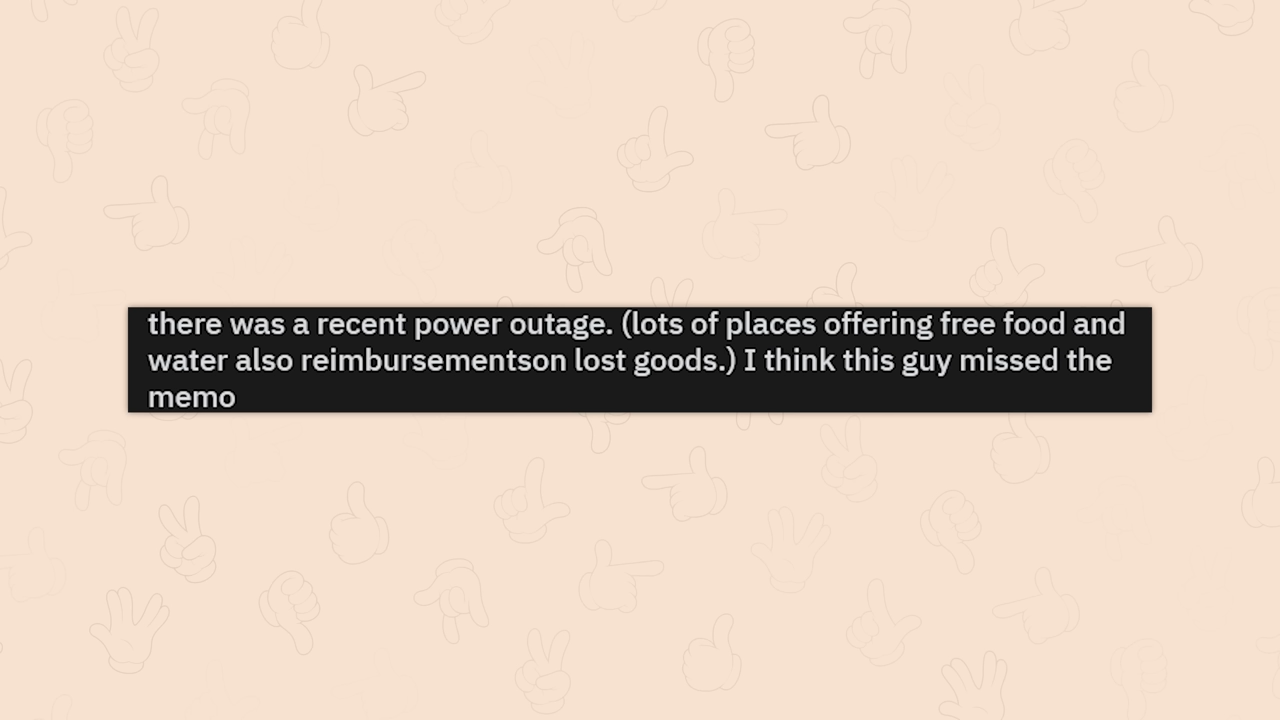 there was a recent power outage. (lots of places offering free food and
water also reimbursementson lost goods.) I think this guy missed the
memo